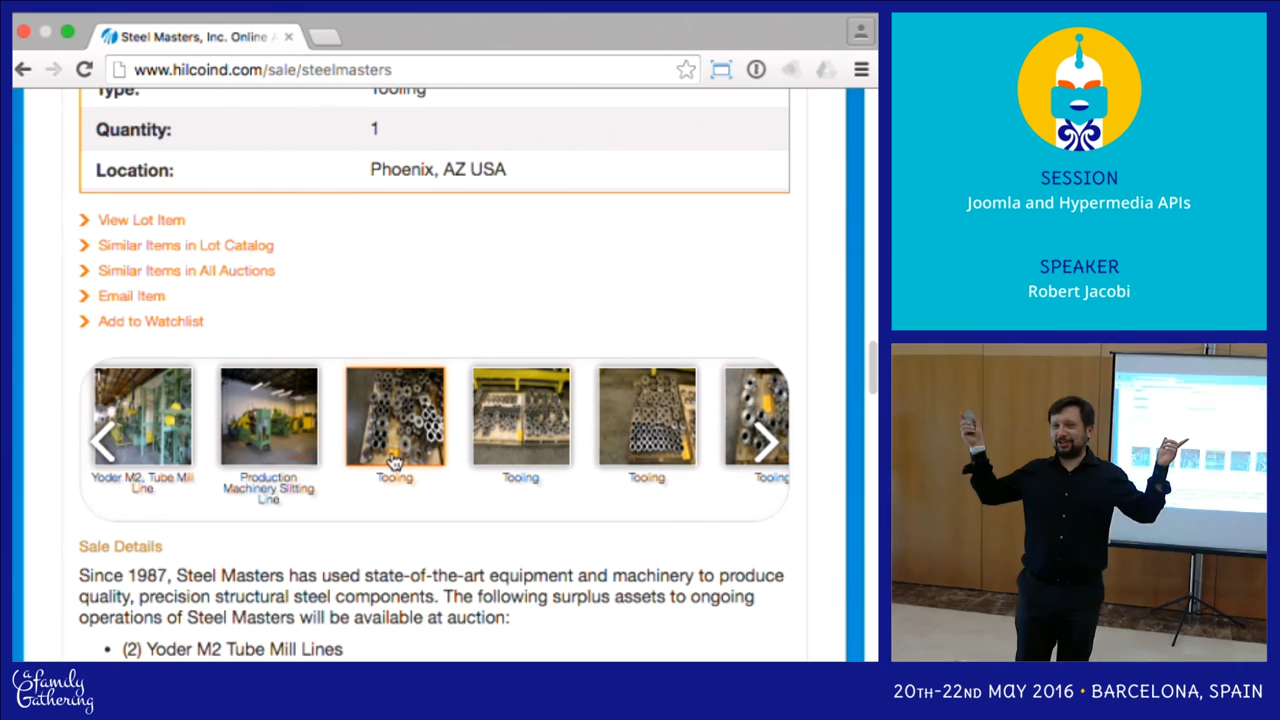 Steel Masters, Inc. Online
www.hilcoind.com/sale/steelmasters
Type: Tooling
Quantity: 1
Location: Phoenix, AZ USA
View Lot Item
Similar Items in Lot Catalog
Similar Items in All Auctions
Email Item
Add to Watchlist
Yoder M2, Tube Mill Line
Production Machinery Slitting Line
Tooling
Tooling
Tooling
Tooling
Sale Details
Since 1987, Steel Masters has used state-of-the-art equipment and machinery to produce
quality, precision structural steel components. The following surplus assets to ongoing
operations of Steel Masters will be available at auction:
• (2) Yoder M2 Tube Mill Lines
SESSION
Joomla and Hypermedia APIs
SPEAKER
Robert Jacobi
a family
Gathering
20TH-22ND MAY 2016 • BARCELONA, SPAIN